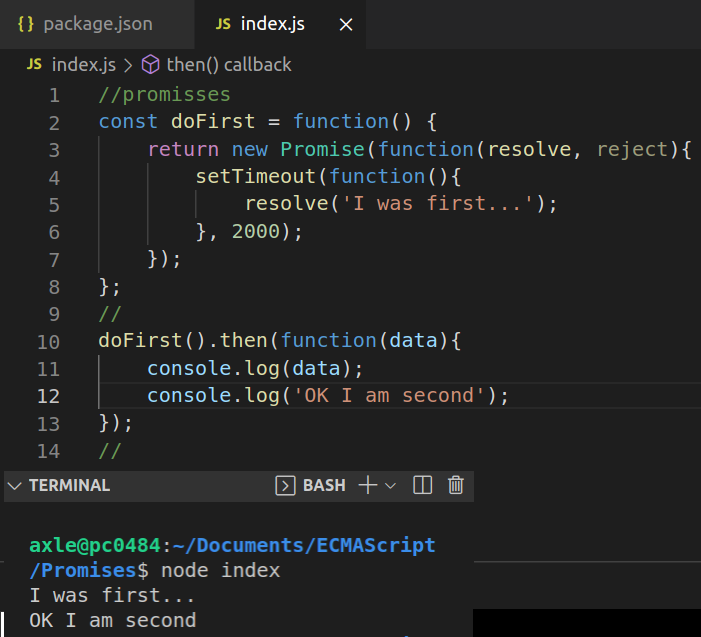 { } package.json JS index.js ×
JS index.js > then() callback
1 //promisses
2 const doFirst = function() {
3 return new Promise(function(resolve, reject){
4 setTimeout(function(){
5 resolve('I was first...');
6 }, 2000);
7 });
8 };
9 //
10 doFirst().then(function(data){
11 console.log(data);
12 console.log('OK I am second');
13 });
14 //
TERMINAL BASH
axle@pc0484:~/Documents/ECMAScript
/Promises$ node index
I was first...
OK I am second